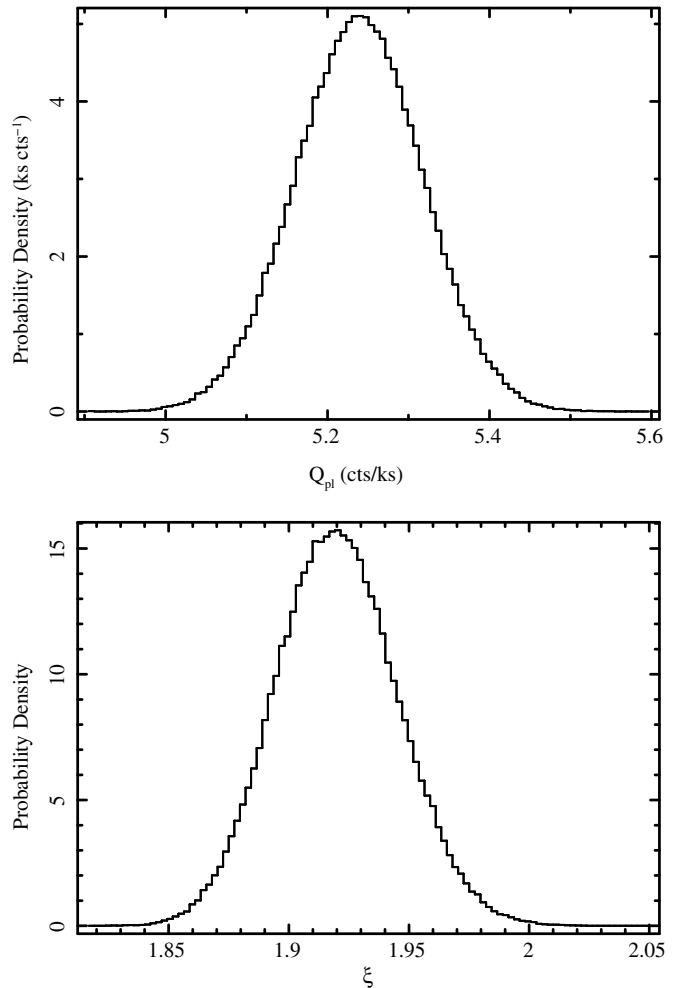 Probability Density (ks cts⁻¹)
4
2
0
5 5.2 5.4 5.6
Q_pl (cts/ks)
Probability Density
15
10
5
0
1.85 1.9 1.95 2 2.05
ξ